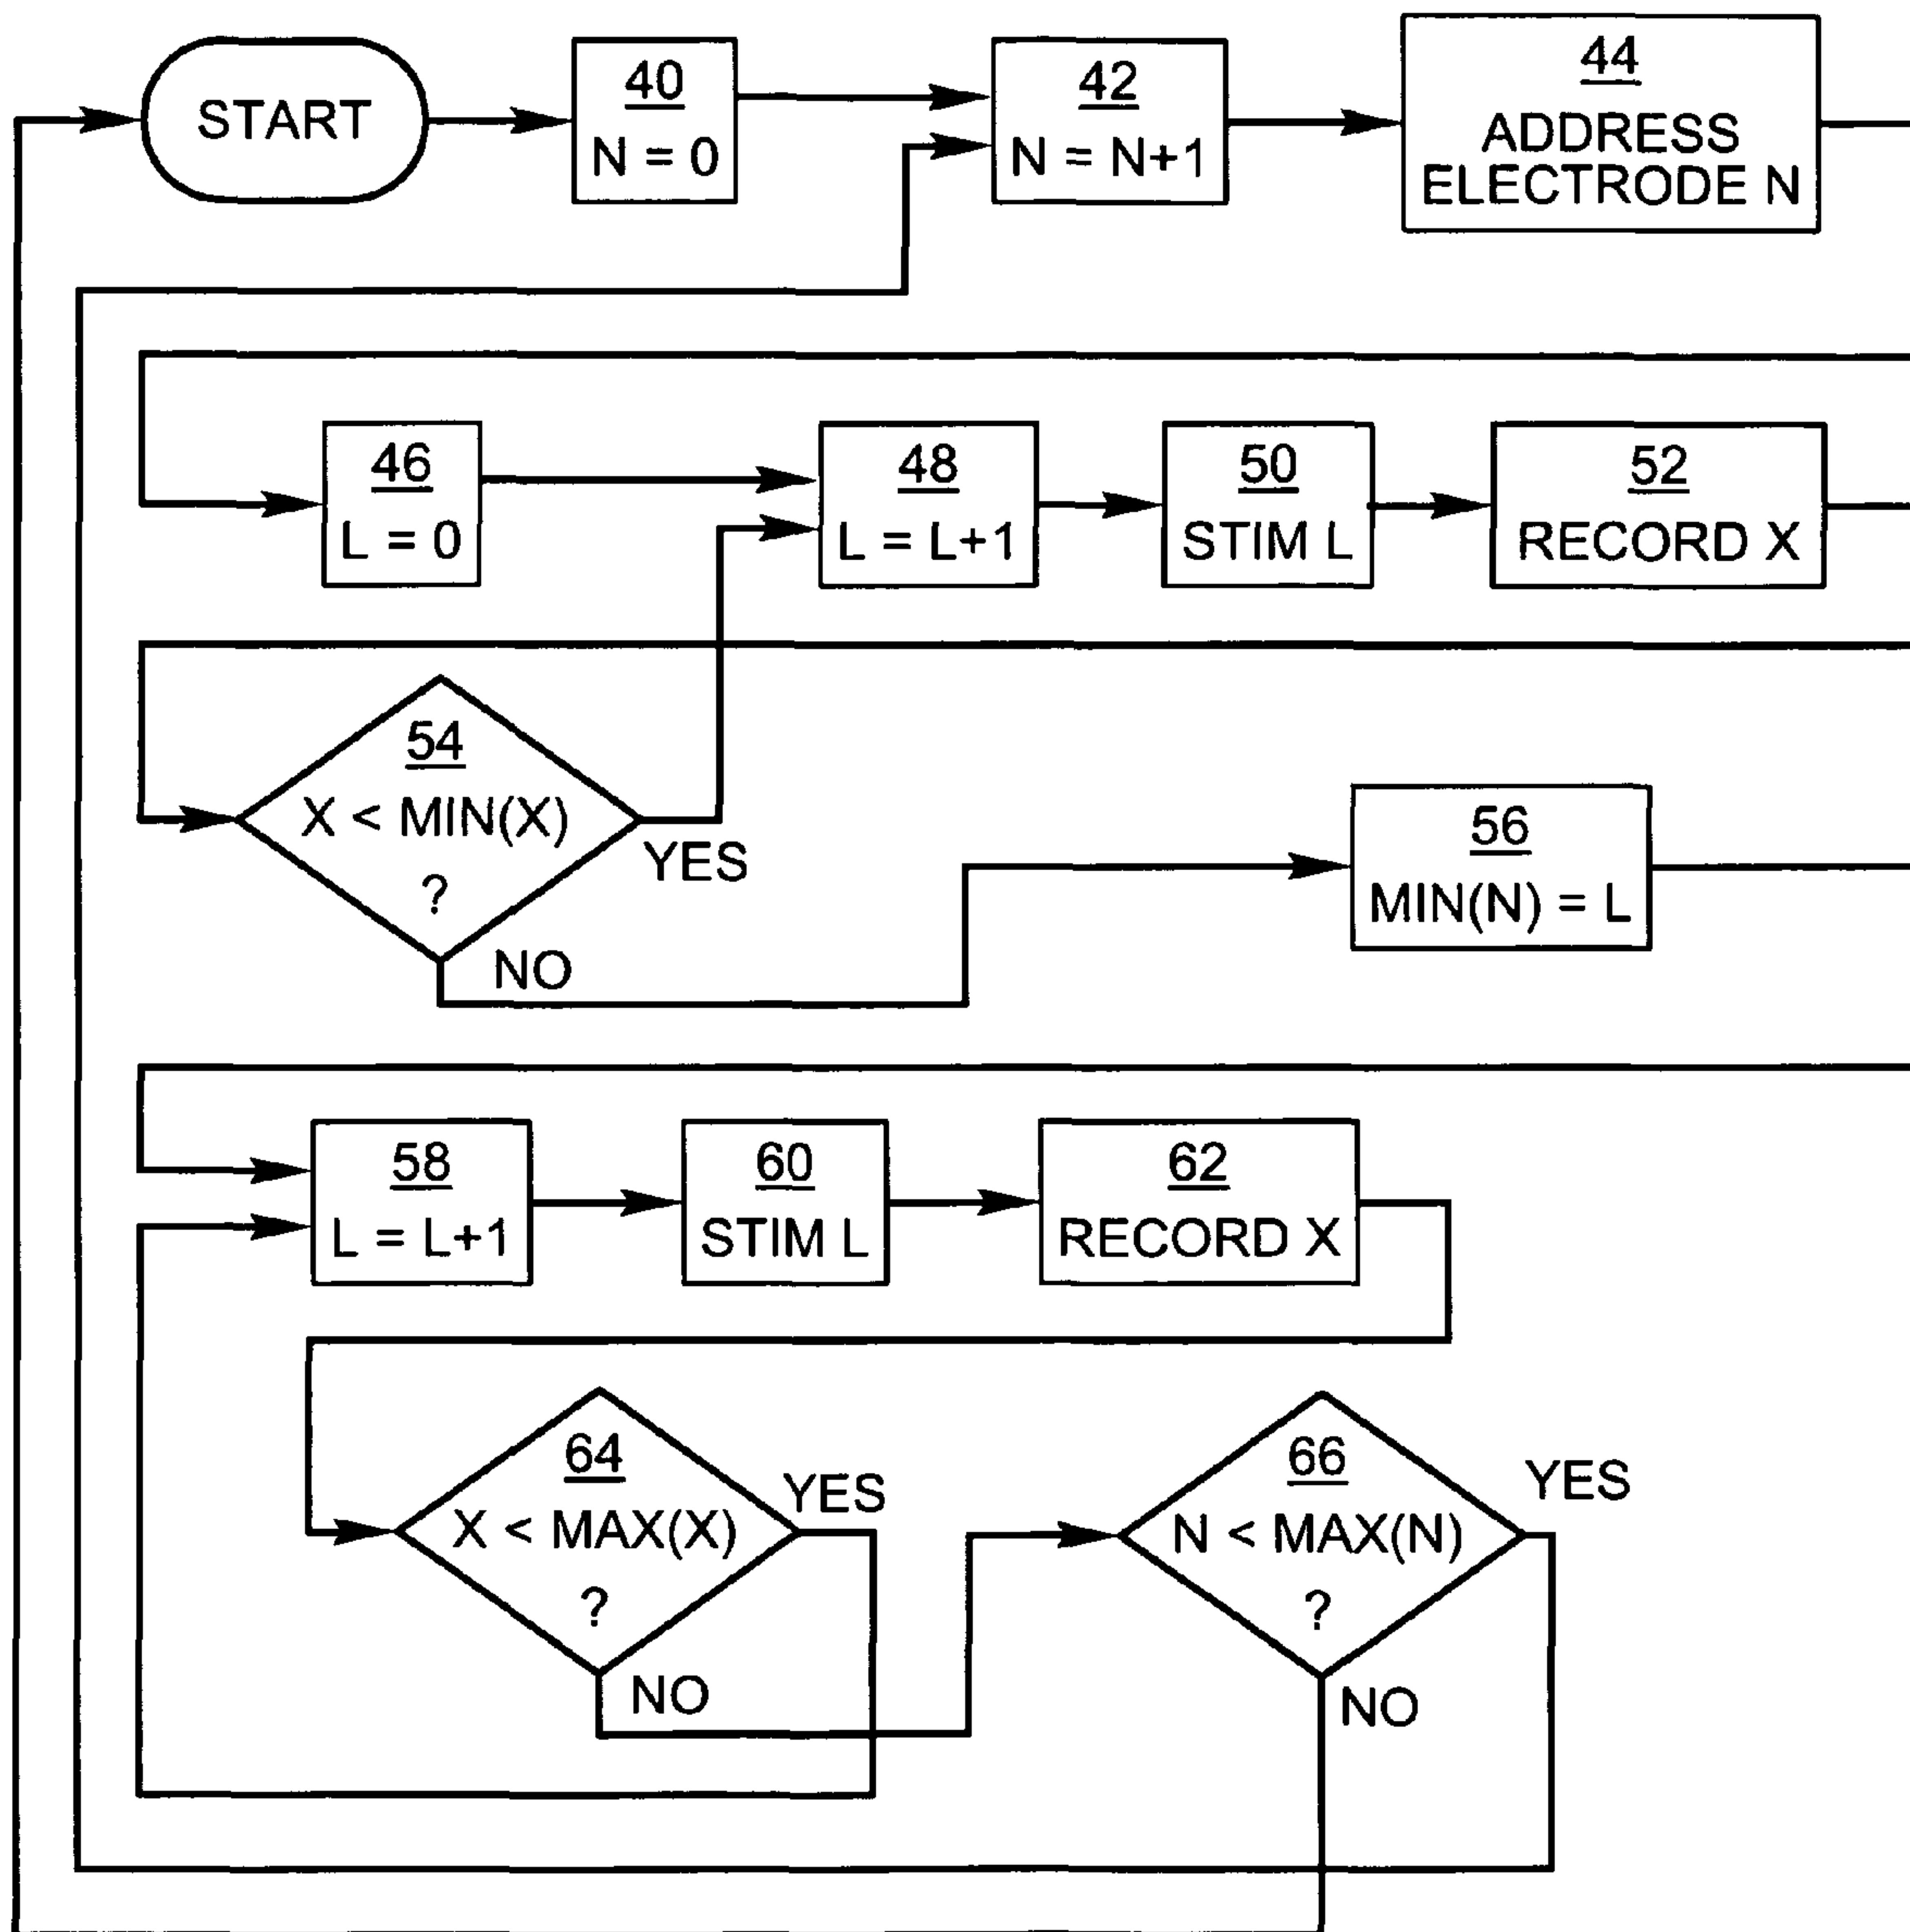 START
40
N = 0
42
N = N+1
44
ADDRESS
ELECTRODE N
46
L = 0
48
L = L+1
50
STIM L
52
RECORD X
54
X < MIN(X)
?
YES
NO
56
MIN(N) = L
58
L = L+1
60
STIM L
62
RECORD X
64
X < MAX(X)
?
YES
NO
66
N < MAX(N)
?
YES
NO